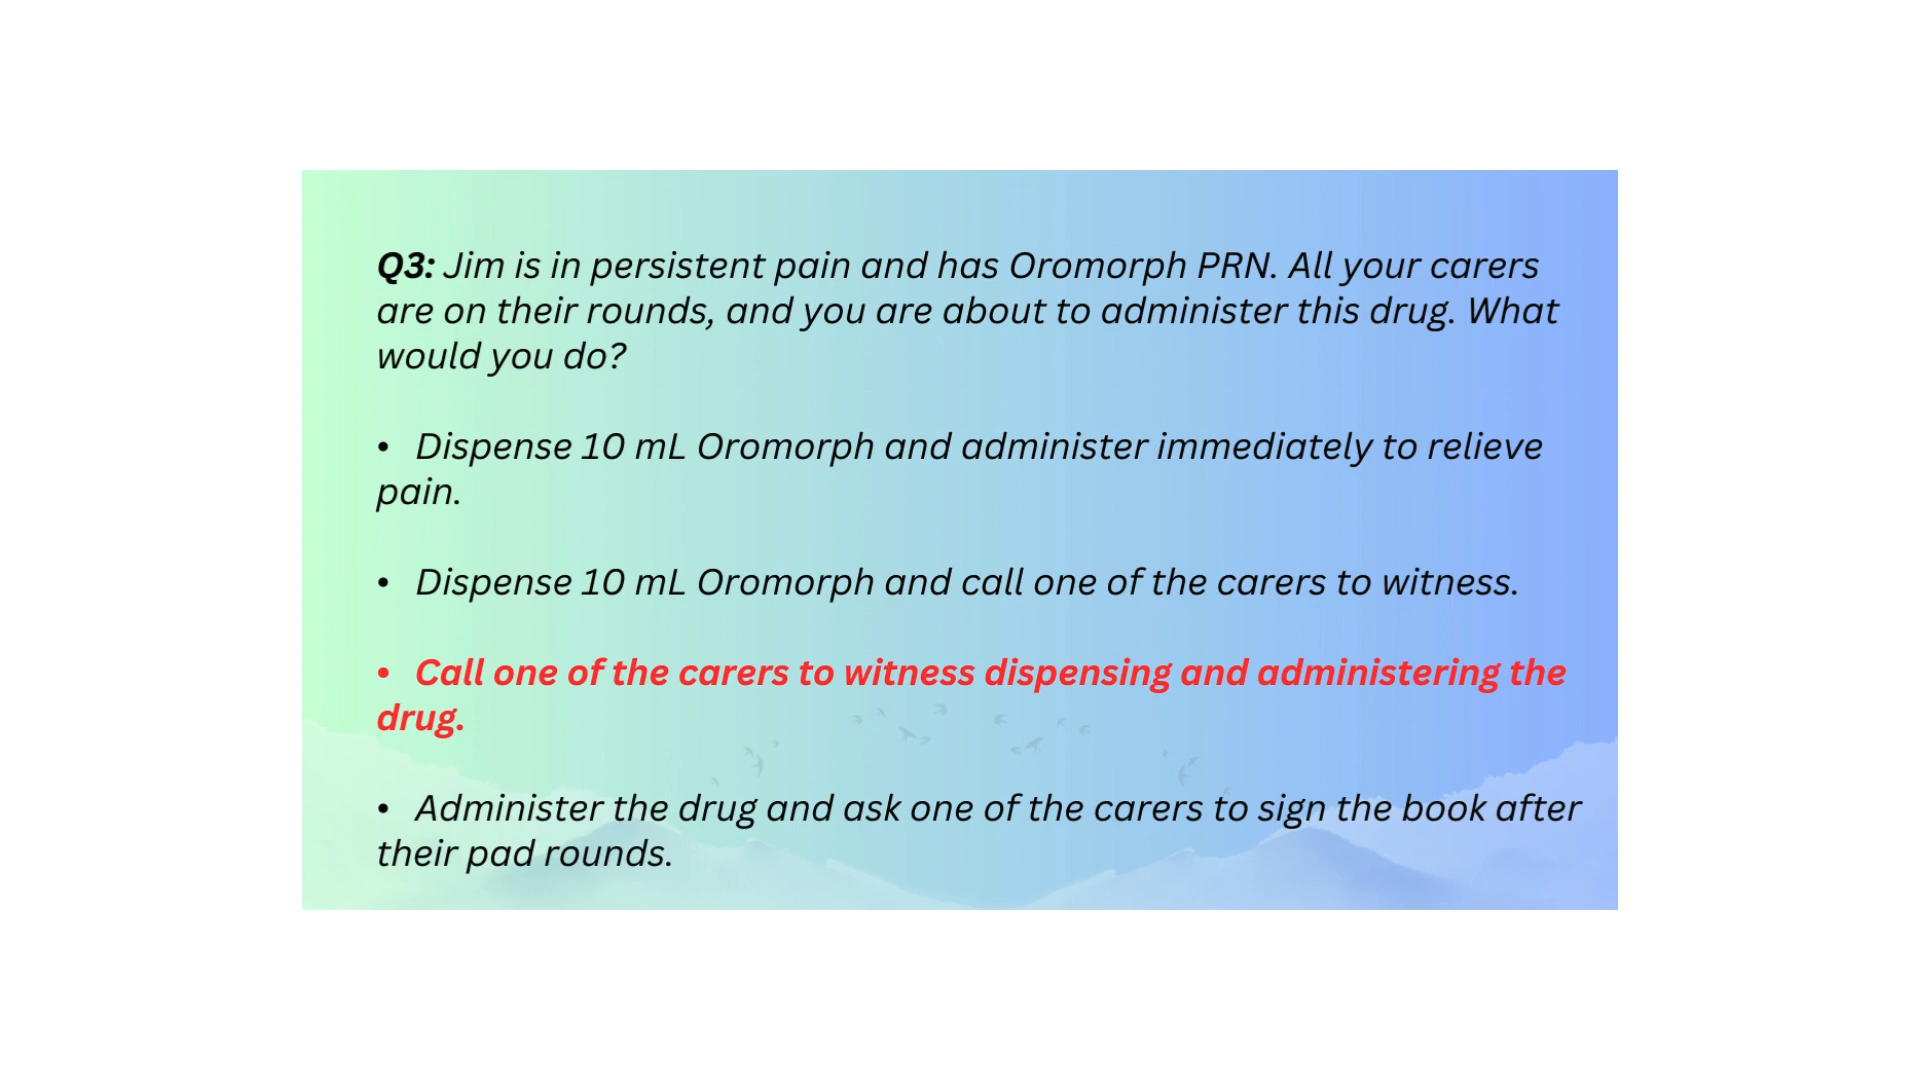 Q3: Jim is in persistent pain and has Oromorph PRN. All your carers
are on their rounds, and you are about to administer this drug. What
would you do?
• Dispense 10 mL Oromorph and administer immediately to relieve
pain.
• Dispense 10 mL Oromorph and call one of the carers to witness.
• Call one of the carers to witness dispensing and administering the
drug.
• Administer the drug and ask one of the carers to sign the book after
their pad rounds.